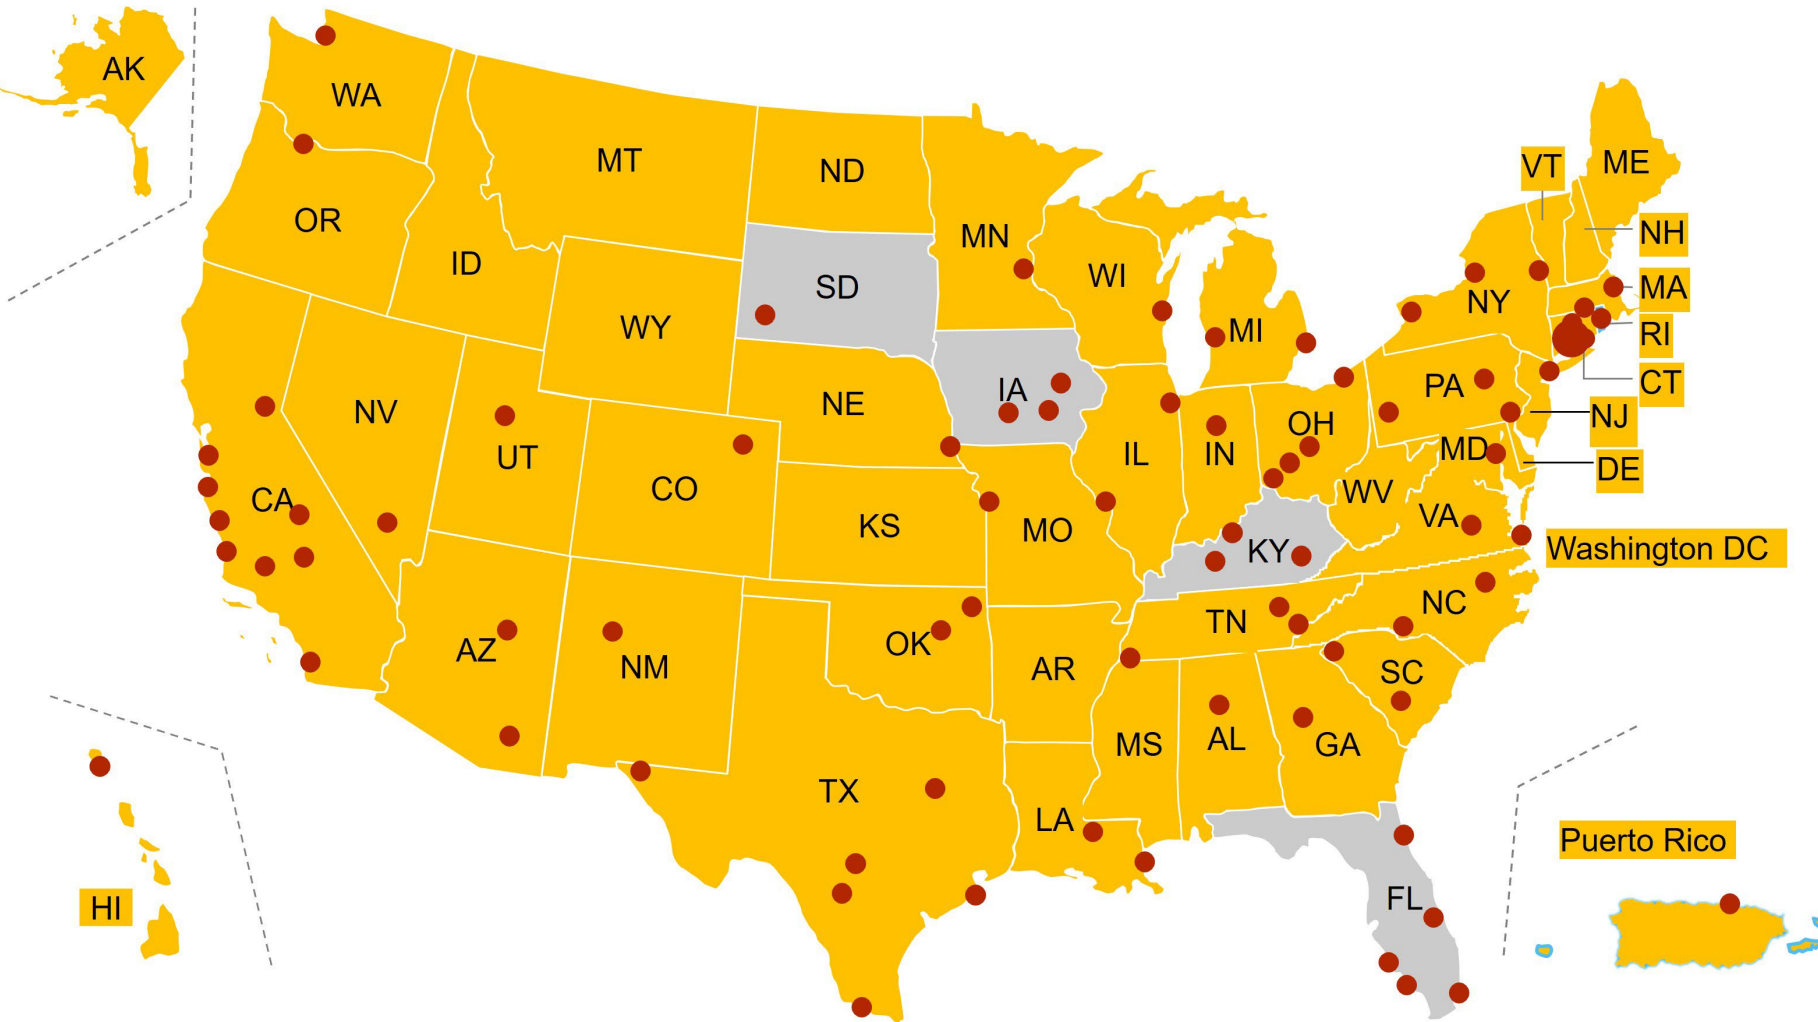 AK
WA
MT
ND
VT
ME
OR
MN
NH
ID
WI
SD
MA
WY
NY
MI
RI
IA
PA
CT
NE
NV
NJ
OH
UT
IL
IN
MD
DE
CO
WV
CA
KS
MO
VA
KY
Washington DC
NC
TN
AZ
OK
NM
AR
SC
MS
AL
GA
TX
LA
Puerto Rico
FL
HI